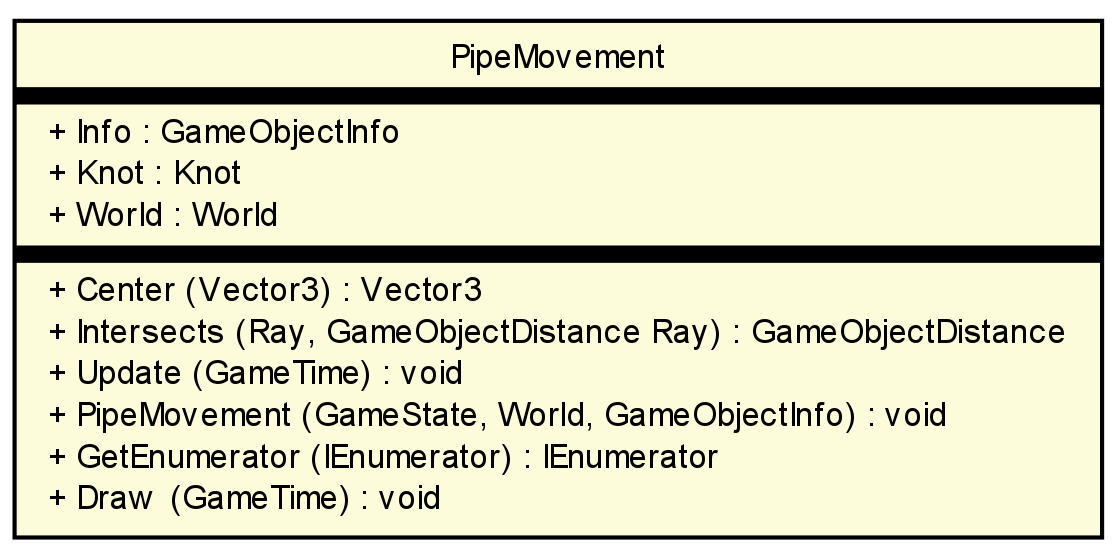 PipeMovement
+ Info : GameObjectInfo
+ Knot : Knot
+ World : World
+ Center (Vector3) : Vector3
+ Intersects (Ray, GameObjectDistance Ray) : GameObjectDistance
+ Update (GameTime) : void
+ PipeMovement (GameState, World, GameObjectInfo) : void
+ GetEnumerator (IEnumerator) : IEnumerator
+ Draw (GameTime) : void